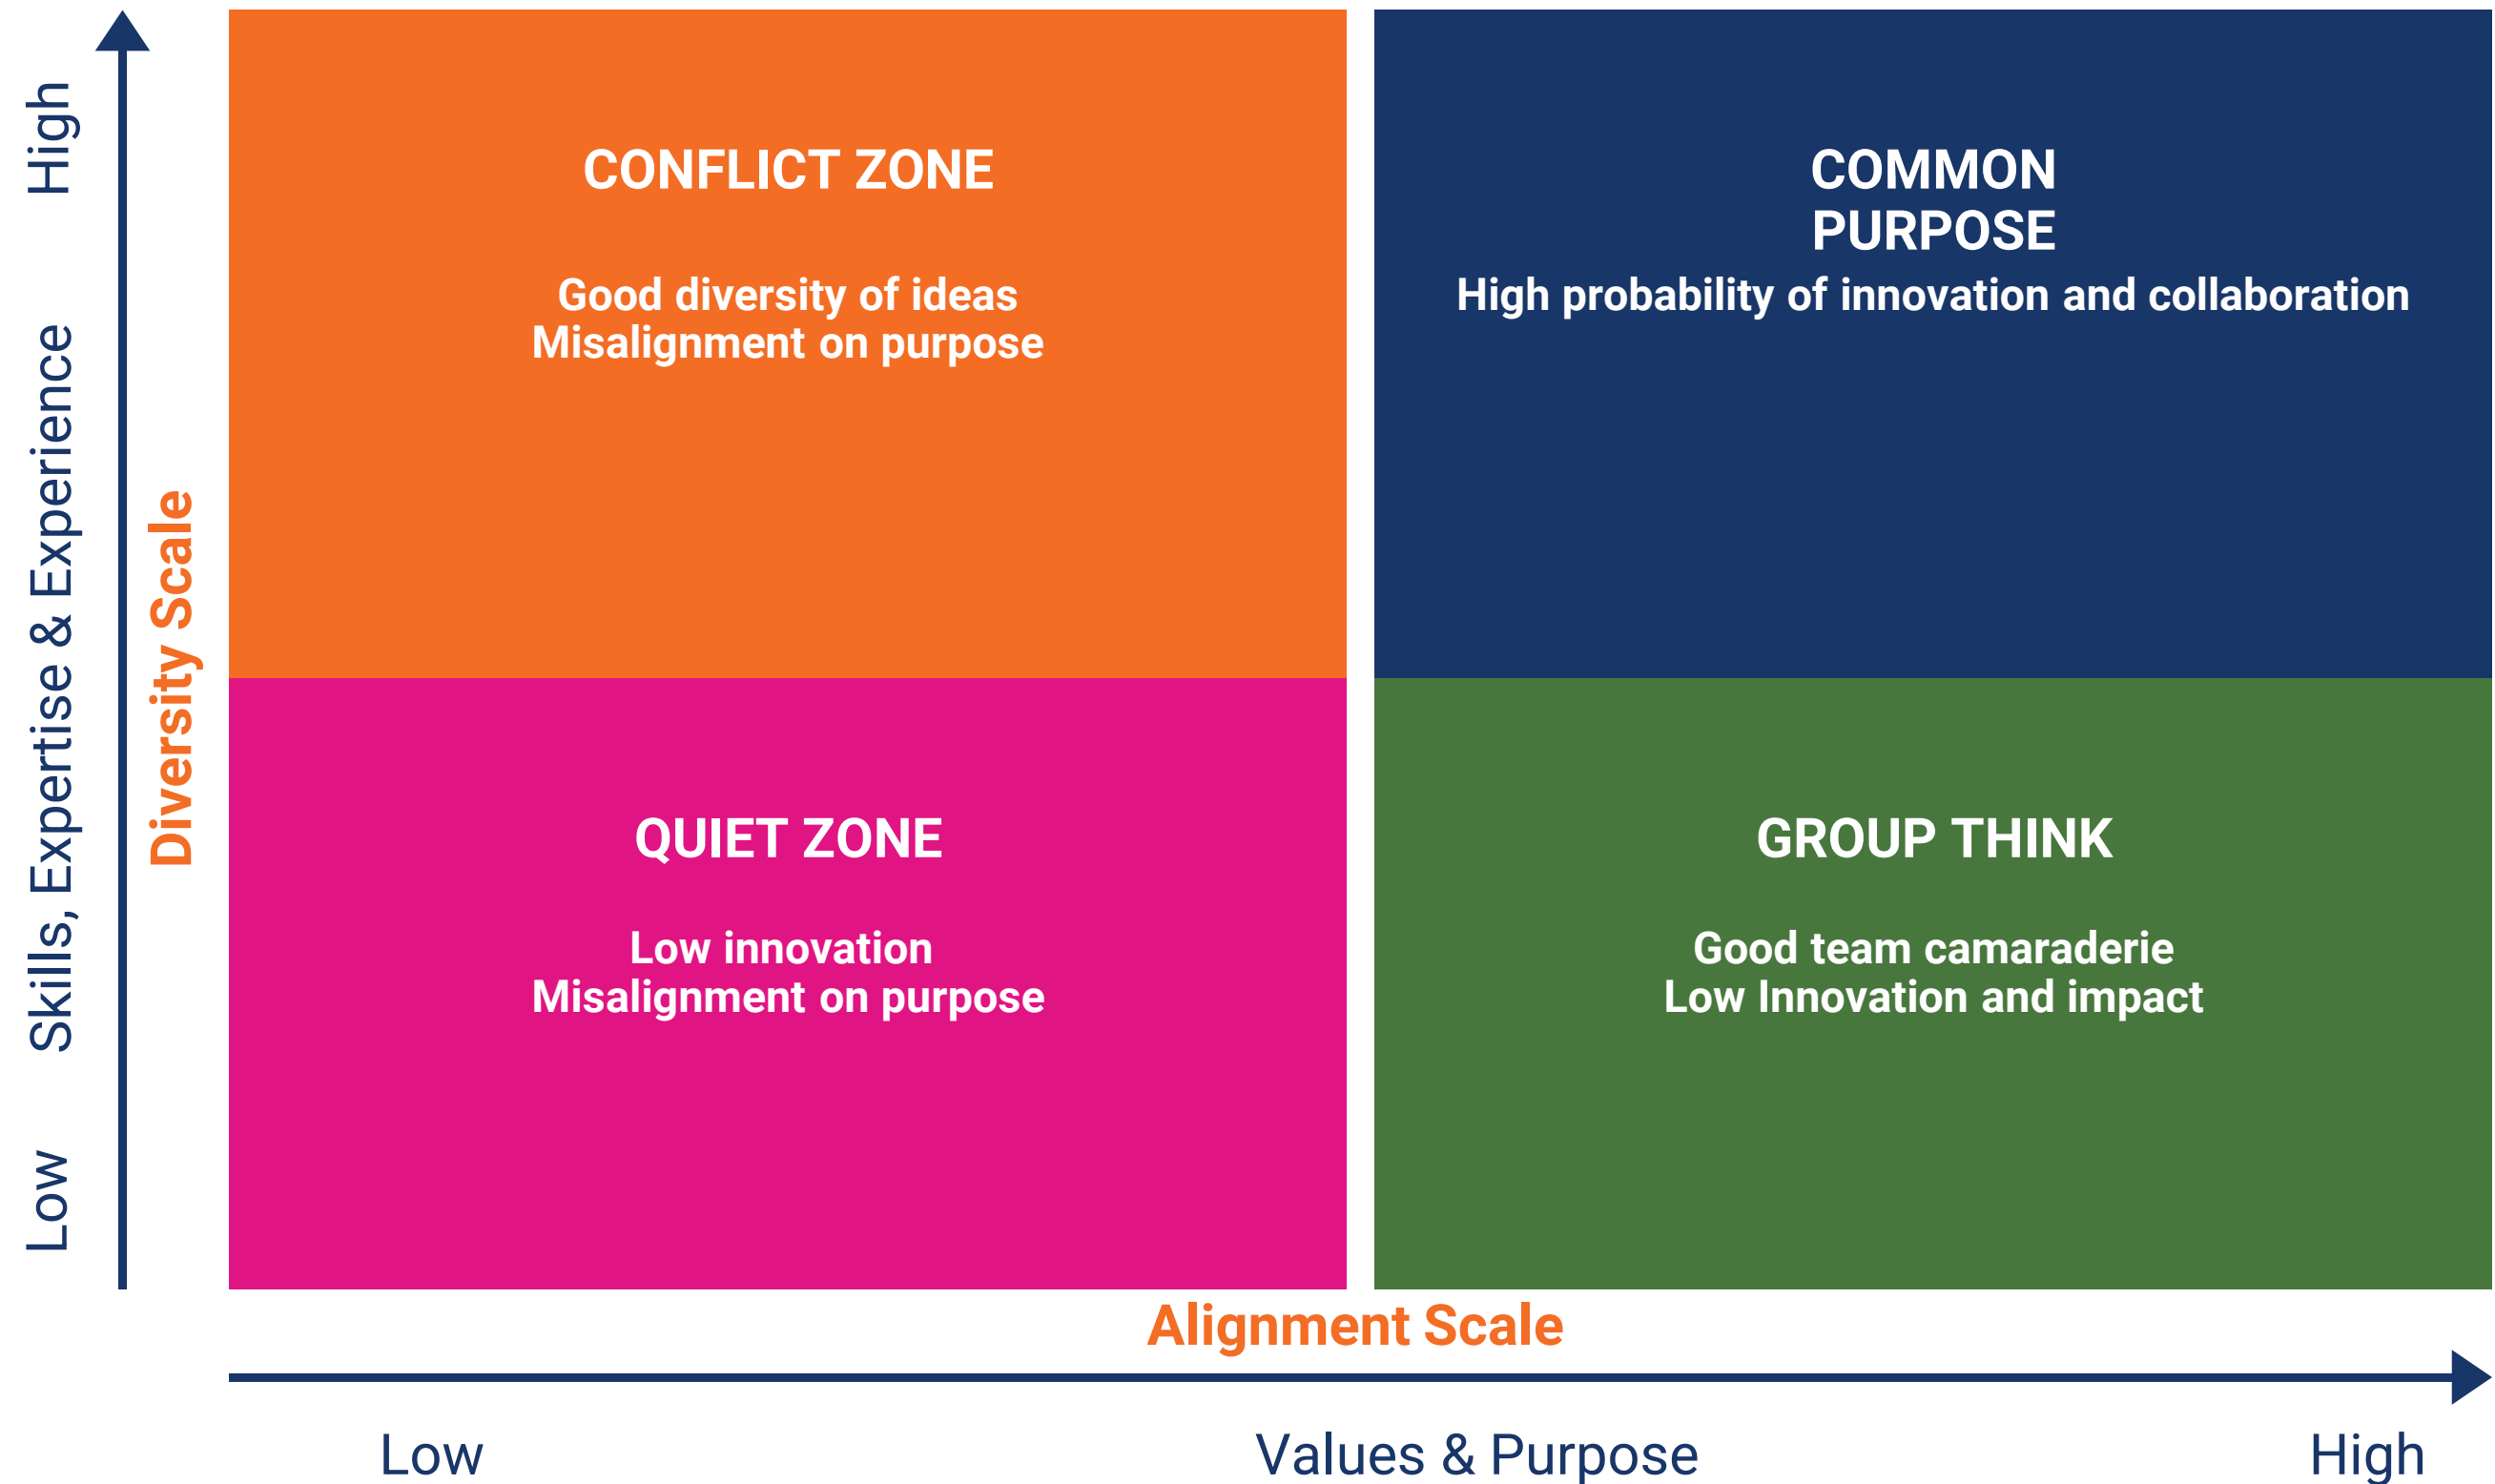 High
Skills, Expertise & Experience
Low
Diversity Scale
CONFLICT ZONE
Good diversity of ideas
Misalignment on purpose
COMMON
PURPOSE
High probability of innovation and collaboration
QUIET ZONE
Low innovation
Misalignment on purpose
GROUP THINK
Good team camaraderie
Low Innovation and impact
Alignment Scale
Low
Values & Purpose
High